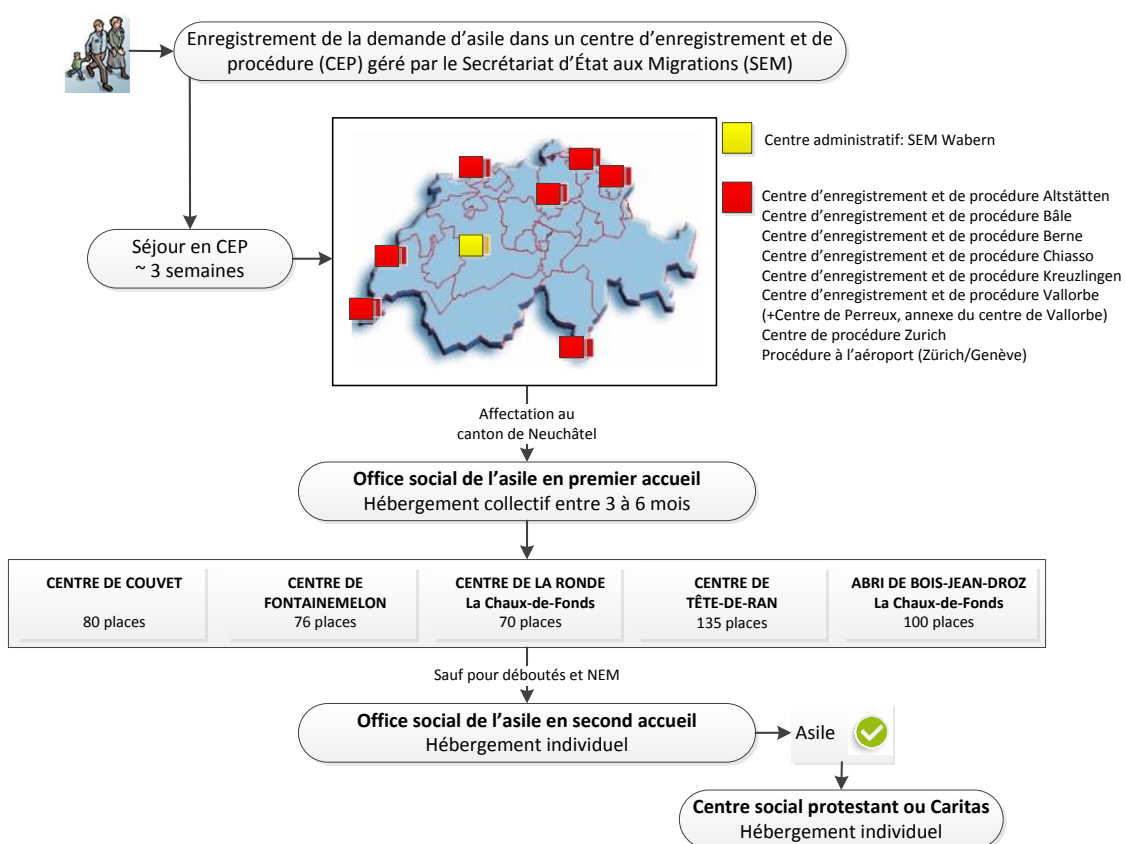 Enregistrement de la demande d'asile dans un centre d'enregistrement et de
procédure (CEP) géré par le Secrétariat d'État aux Migrations (SEM)
Centre administratif: SEM Wabern
Centre d'enregistrement et de procédure Altstätten
Centre d'enregistrement et de procédure Bâle
Centre d'enregistrement et de procédure Berne
Centre d'enregistrement et de procédure Chiasso
Centre d'enregistrement et de procédure Kreuzlingen
Centre d'enregistrement et de procédure Vallorbe
(+Centre de Perreux, annexe du centre de Vallorbe)
Centre de procédure Zurich
Procédure à l'aéroport (Zürich/Genève)
Séjour en CEP
~ 3 semaines
Affectation au
canton de Neuchâtel
Office social de l'asile en premier accueil
Hébergement collectif entre 3 à 6 mois
CENTRE DE COUVET
80 places
CENTRE DE
FONTAINEMELON
76 places
CENTRE DE LA RONDE
La Chaux-de-Fonds
70 places
CENTRE DE
TÊTE-DE-RAN
135 places
ABRI DE BOIS-JEAN-DROZ
La Chaux-de-Fonds
100 places
Sauf pour déboutés et NEM
Office social de l'asile en second accueil
Hébergement individuel
Asile
Centre social protestant ou Caritas
Hébergement individuel